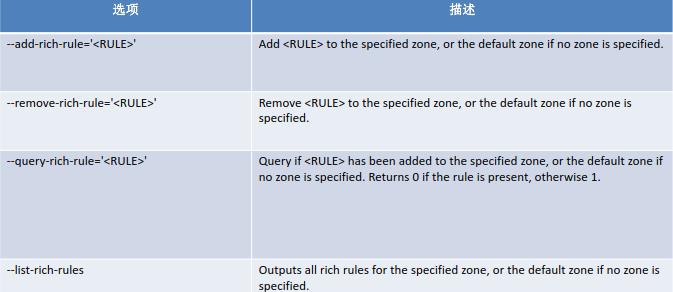 选项 描述
--add-rich-rule='<RULE>' Add <RULE> to the specified zone, or the default zone if no zone is specified.
--remove-rich-rule='<RULE>' Remove <RULE> to the specified zone, or the default zone if no zone is
specified.
--query-rich-rule='<RULE>' Query if <RULE> has been added to the specified zone, or the default zone if
no zone is specified. Returns 0 if the rule is present, otherwise 1.
--list-rich-rules Outputs all rich rules for the specified zone, or the default zone if no zone is
specified.